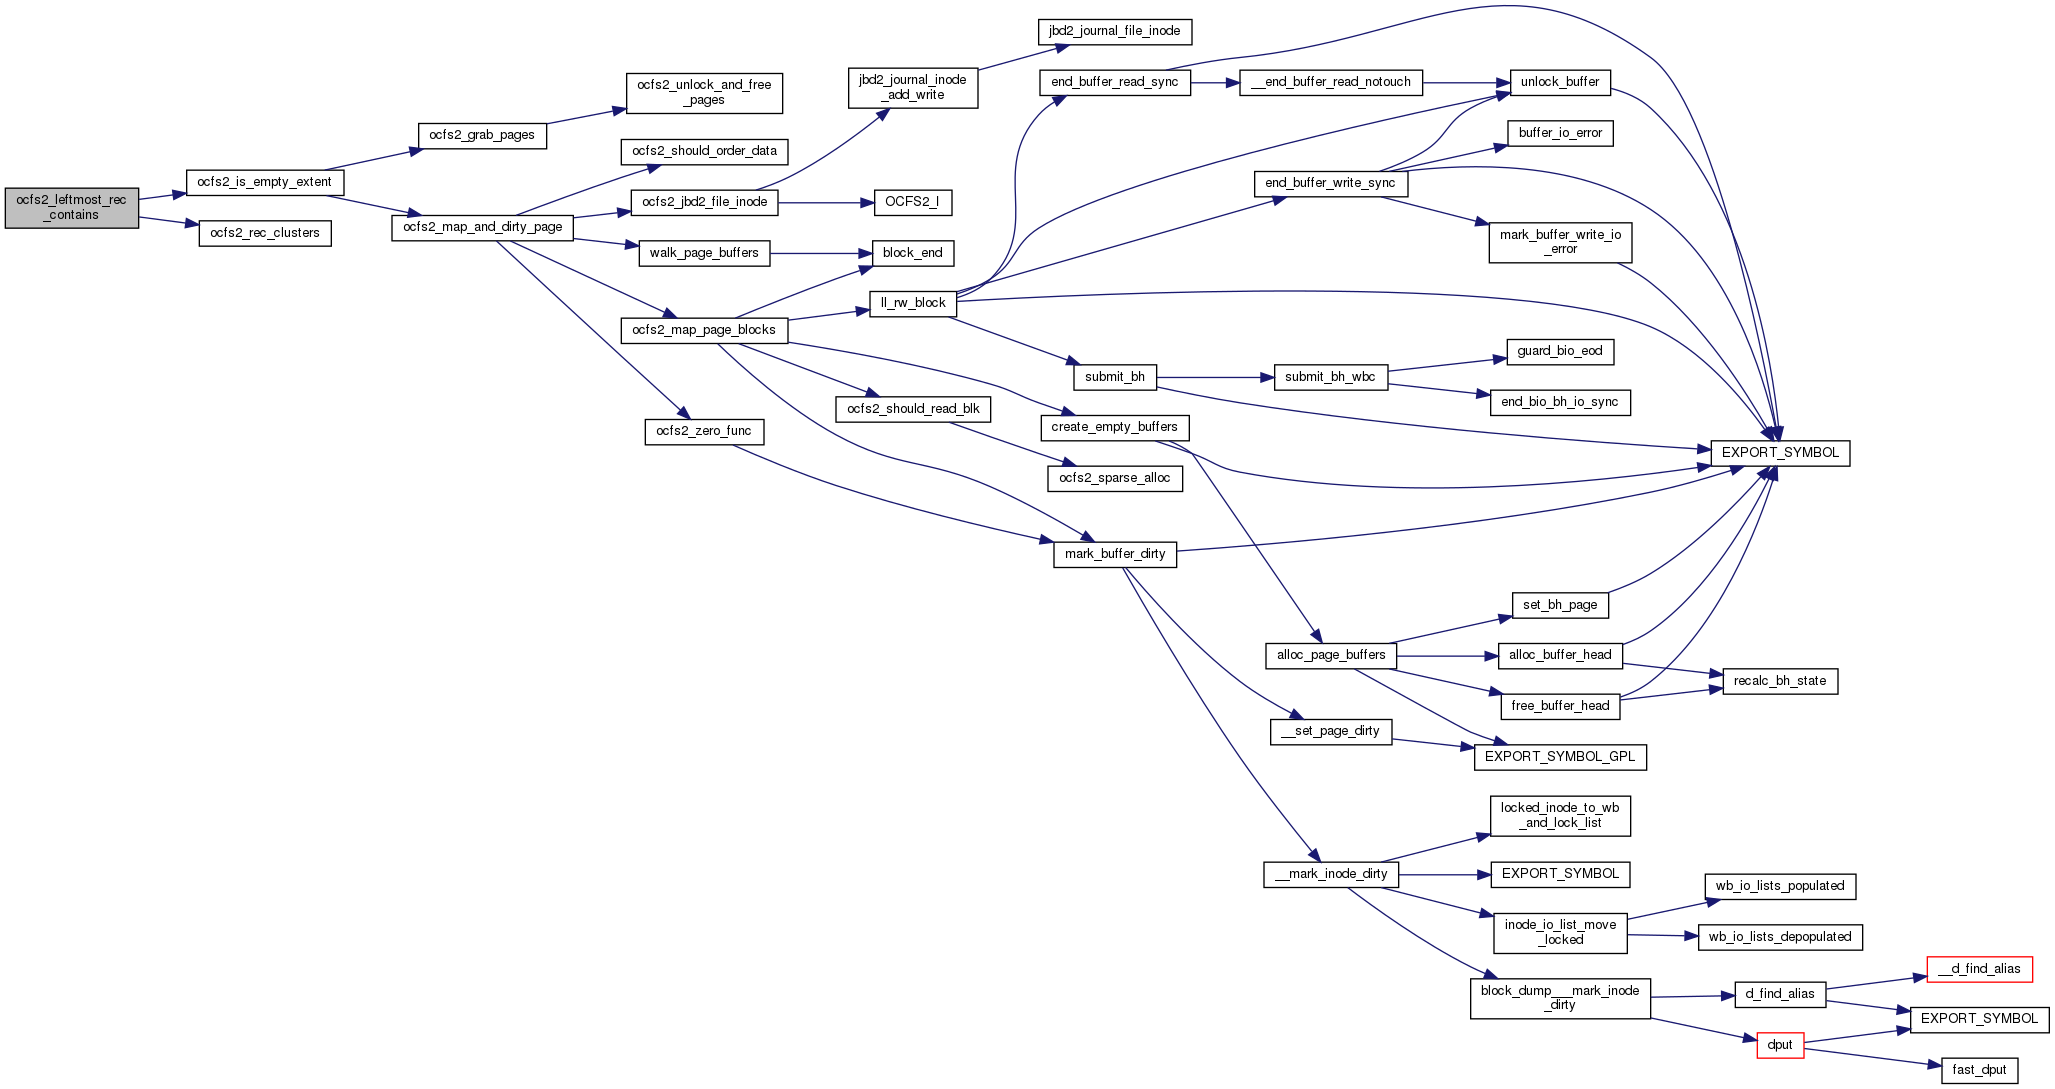 ocfs2_leftmost_rec
_contains
ocfs2_is_empty_extent
ocfs2_rec_clusters
ocfs2_grab_pages
ocfs2_map_and_dirty_page
ocfs2_unlock_and_free
_pages
ocfs2_should_order_data
ocfs2_jbd2_file_inode
walk_page_buffers
ocfs2_map_page_blocks
ocfs2_zero_func
jbd2_journal_inode
_add_write
OCFS2_I
block_end
ll_rw_block
ocfs2_should_read_blk
jbd2_journal_file_inode
end_buffer_read_sync
submit_bh
create_empty_buffers
ocfs2_sparse_alloc
mark_buffer_dirty
__end_buffer_read_notouch
end_buffer_write_sync
submit_bh_wbc
alloc_page_buffers
__set_page_dirty
__mark_inode_dirty
unlock_buffer
buffer_io_error
mark_buffer_write_io
_error
guard_bio_eod
end_bio_bh_io_sync
set_bh_page
alloc_buffer_head
free_buffer_head
EXPORT_SYMBOL_GPL
locked_inode_to_wb
_and_lock_list
EXPORT_SYMBOL
inode_io_list_move
_locked
block_dump___mark_inode
_dirty
EXPORT_SYMBOL
recalc_bh_state
wb_io_lists_populated
wb_io_lists_depopulated
d_find_alias
dput
__d_find_alias
EXPORT_SYMBOL
fast_dput